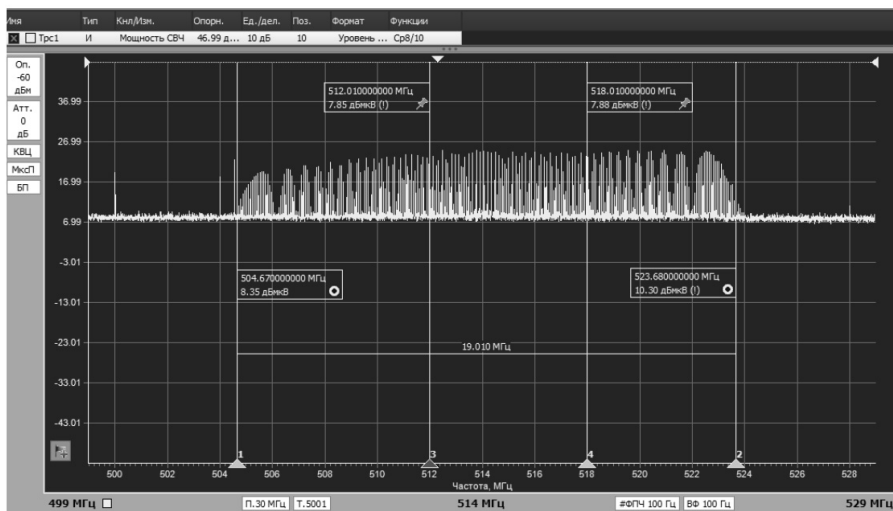 Имя Тип Кнл/Изм. Опорн. Ед./дел. Поз. Формат Функции
Трс1 И Мощность СВЧ 46.99 д... 10 дБ 10 Уровень ... Ср8/10
Оп.
-60
дБм
Атт.
0
дБ
КВЦ
МксП
БП
512.010000000 МГц
7.85 дБмкВ (!)
518.010000000 МГц
7.88 дБмкВ (!)
36.99
26.99
16.99
6.99
-3.01
504.670000000 МГц
8.35 дБмкВ
523.680000000 МГц
10.30 дБмкВ (!)
-13.01
-23.01
19.010 МГц
-33.01
-43.01
1 3 4 2
500 502 504 506 508 510 512 514 516 518 520 522 524 526 528
Частота, МГц
499 МГц П.30 МГц Т.5001 514 МГц #ФПЧ 100 Гц ВФ 100 Гц 529 МГц